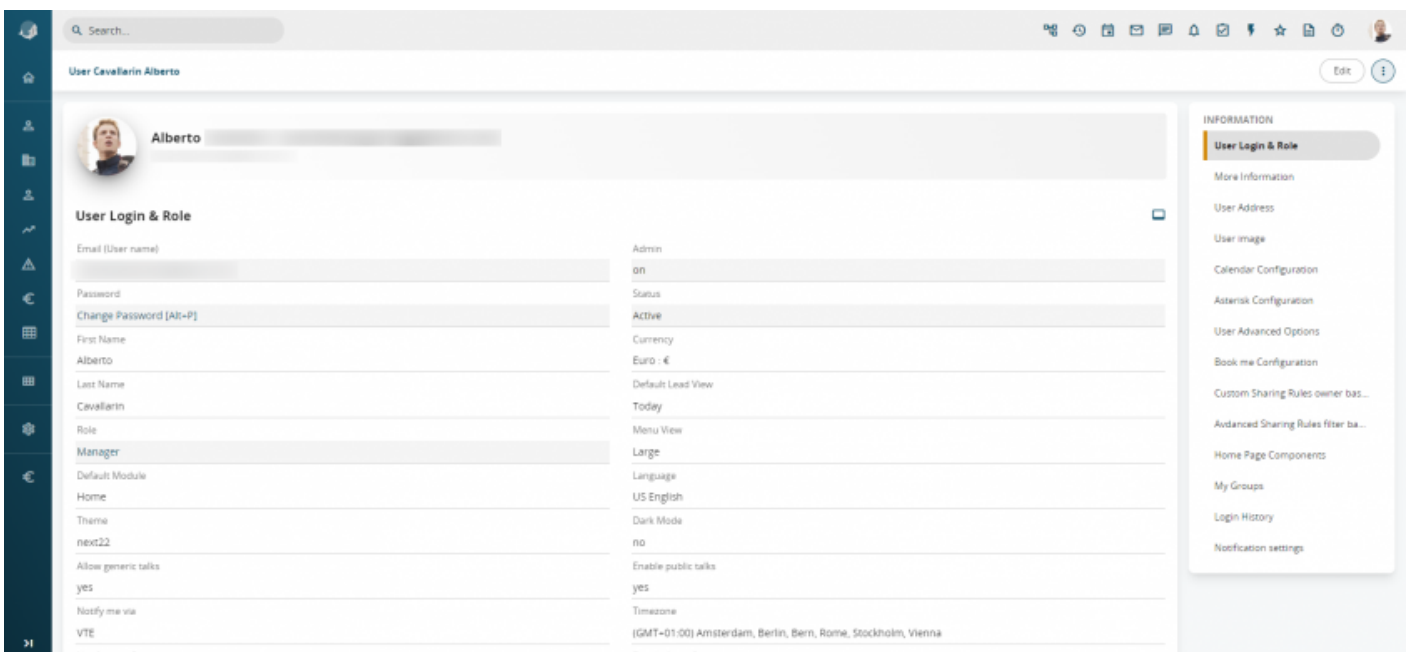 Search...
User Cavallarin Alberto
Edit
Alberto
User Login & Role
Email (User name)
Admin
on
Password
Status
Change Password [Alt+P]
Active
First Name
Currency
Alberto
Euro : €
Last Name
Default Lead View
Cavallarin
Today
Role
Menu View
Manager
Large
Default Module
Language
Home
US English
Theme
Dark Mode
next22
no
Allow generic talks
Enable public talks
yes
yes
Notify me via
Timezone
VTE
(GMT+01:00) Amsterdam, Berlin, Bern, Rome, Stockholm, Vienna
INFORMATION
User Login & Role
More Information
User Address
User image
Calendar Configuration
Asterisk Configuration
User Advanced Options
Book me Configuration
Custom Sharing Rules owner bas...
Avdanced Sharing Rules filter ba...
Home Page Components
My Groups
Login History
Notification settings